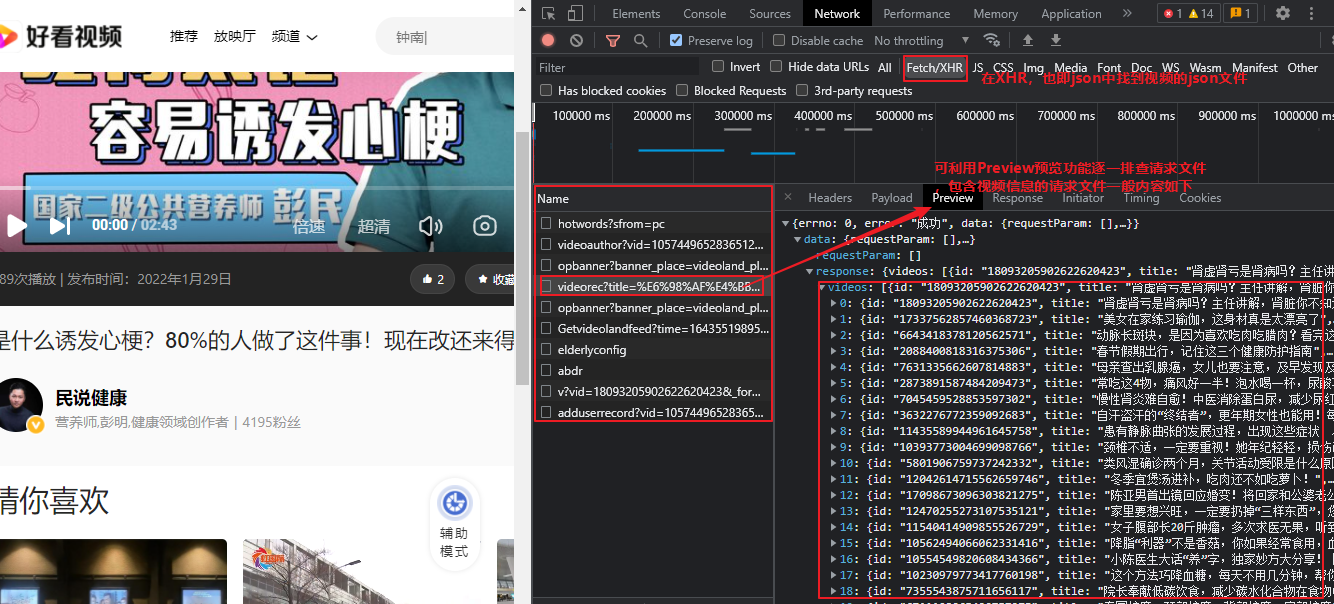 好看视频
推荐 放映厅 频道
钟南
容易诱发心梗
国家二级公共营养师 彭民
00:00 / 02:43
倍速
超清
89次播放 | 发布时间：2022年1月29日
2
收藏
是什么诱发心梗？80%的人做了这件事！现在改还来得
民说健康
营养师,彭明,健康领域创作者 | 4195粉丝
猜你喜欢
辅助
模式
Elements Console Sources Network Performance Memory Application
1 14 1
Preserve log Disable cache No throttling
Filter Invert Hide data URLs All Fetch/XHR JS CSS Img Media Font Doc WS Wasm Manifest Other
在XHR，也即json中找到视频的json文件
Has blocked cookies Blocked Requests 3rd-party requests
100000 ms 200000 ms 300000 ms 400000 ms 500000 ms 600000 ms 700000 ms 800000 ms 900000 ms 1000000 ms
可利用Preview预览功能逐一排查请求文件
包含视频信息的请求文件一般内容如下
Name
hotwords?sfrom=pc
videoauthor?vid=1057449652836512...
opbanner?banner_place=videoland_pl...
videorec?title=%E6%98%AF%E4%BB...
opbanner?banner_place=videoland_pl...
Getvideolandfeed?time=16435519895...
elderlyconfig
abdr
v?vid=18093205902622620423&_for...
adduserrecord?vid=10574496528365...
Headers Payload Preview Response Initiator Timing Cookies
{errno: 0, error: "成功", data: {requestParam: [],…}}
data: {requestParam: [],…}
requestParam: []
response: {videos: [{id: "18093205902622620423", title: "肾虚肾亏是肾病吗？主任讲
videos: [{id: "18093205902622620423", title: "肾虚肾亏是肾病吗？主任讲解，肾脏你
0: {id: "18093205902622620423", title: "肾虚肾亏是肾病吗？主任讲解，肾脏你不知
1: {id: "17337562857460368723", title: "美女在家练习瑜伽，这身材真是太漂亮了",
2: {id: "6643418378120562571", title: "动脉长斑块，是因为喜欢吃肉吃腊肉？看完这
3: {id: "2088400818316375306", title: "春节假期出行，记住这三个健康防护指南",…
4: {id: "7631335662607814883", title: "母亲查出乳腺癌，女儿也要注意，及早发现及
5: {id: "2873891587484209473", title: "常吃这4物，痛风好一半！泡水喝一杯，尿酸
6: {id: "7045459528853597302", title: "慢性肾炎难自愈！中医消除蛋白尿，减少尿红
7: {id: "3632276772359092683", title: "自汗盗汗的“终结者”，更年期女性也能用！每
8: {id: "11435589944961645758", title: "患有静脉曲张的发展过程，出现这些症状
9: {id: "10393773004699098766", title: "颈椎不适，一定要重视！她年纪轻轻，损伤
10: {id: "5801906759737242332", title: "类风湿确诊两个月，关节活动受限是什么原
11: {id: "12042614715562659746", title: "冬季宜煲汤进补，吃肉还不如吃萝卜！",…
12: {id: "17098673096303821275", title: "陈亚男首出镜回应婚变！将回家和公婆老公
13: {id: "12470255273107535121", title: "家里要想兴旺，一定要扔掉“三样东西”，您
14: {id: "11540414909855526729", title: "女子腹部长20斤肿瘤，多次求医无果，听到
15: {id: "10562494066062331416", title: "降脂“利器”不是香菇，你如果经常食用，血
16: {id: "10554549820608434366", title: "小陈医生大话“养”字，独家妙方大分享！
17: {id: "10230979773417760198", title: "这个方法巧降血糖，每天不用几分钟，帮你
18: {id: "7355543875711656117", title: "院长奉献低碳饮食，减少碳水化合物在食物